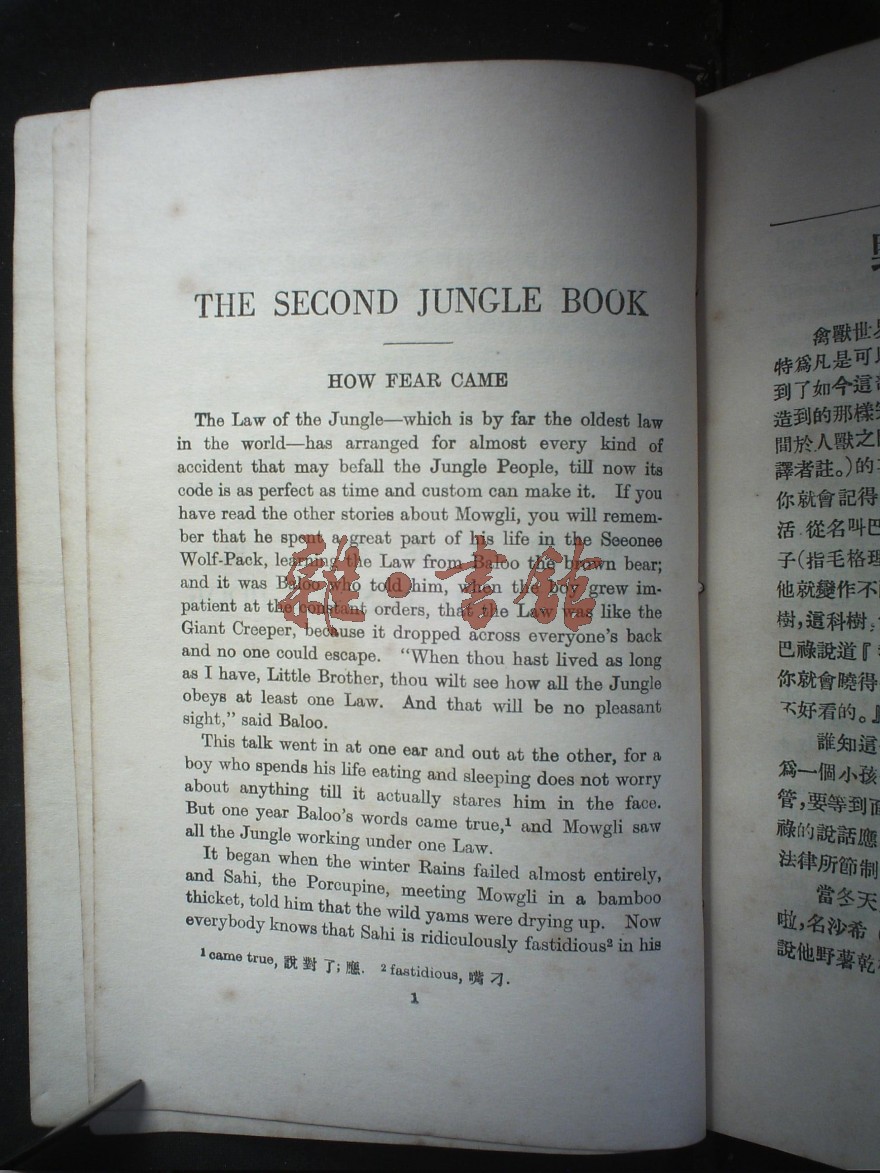 THE SECOND JUNGLE BOOK
HOW FEAR CAME
The Law of the Jungle—which is by far the oldest law
in the world—has arranged for almost every kind of
accident that may befall the Jungle People, till now its
code is as perfect as time and custom can make it. If you
have read the other stories about Mowgli, you will remem-
ber that he spent a great part of his life in the Seeonee
Wolf-Pack, learning the Law from Baloo the brown bear;
and it was Baloo who told him, when the boy grew im-
patient at the constant orders, that the Law was like the
Giant Creeper, because it dropped across everyone's back
and no one could escape. "When thou hast lived as long
as I have, Little Brother, thou wilt see how all the Jungle
obeys at least one Law. And that will be no pleasant
sight," said Baloo.
This talk went in at one ear and out at the other, for a
boy who spends his life eating and sleeping does not worry
about anything till it actually stares him in the face.
But one year Baloo's words came true,¹ and Mowgli saw
all the Jungle working under one Law.
It began when the winter Rains failed almost entirely,
and Sahi, the Porcupine, meeting Mowgli in a bamboo
thicket, told him that the wild yams were drying up. Now
everybody knows that Sahi is ridiculously fastidious² in his
¹ came true, 說對了; 應. ² fastidious, 嘴刁.
1
雜·書館
禽獸世
特爲凡是可
到了如今這
造到的那樣
間於人獸之
譯者註。)的
你就會記得
活 從名叫巴
子(指毛格理
他就變作不
樹,這科樹
巴祿說道『
你就會曉得
不好看的。』
誰知這
爲一個小孩
管,要等到
祿的說話應
法律所節制
當冬天
啦,名沙希
說他野薯乾